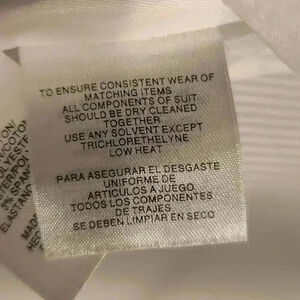 TO ENSURE CONSISTENT WEAR OF
MATCHING ITEMS
ALL COMPONENTS OF SUIT
SHOULD BE DRY CLEANED
TOGETHER
USE ANY SOLVENT EXCEPT
TRICHLORETHELYNE
LOW HEAT
PARA ASEGURAR EL DESGASTE
UNIFORME DE
ARTICULOS A JUEGO
TODOS LOS COMPONENTES
DE TRAJES
SE DEBEN LIMPIAR EN SECO